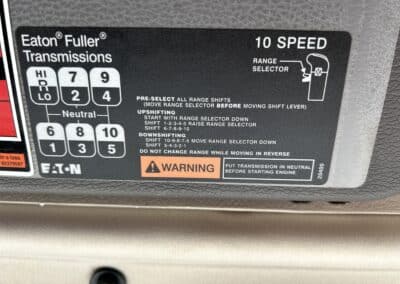 Eaton® Fuller®
Transmissions
10 SPEED
RANGE
SELECTOR
HI 7 9
R
LO 2 4
Neutral
6 8 10
1 3 5
EATON
PRE-SELECT ALL RANGE SHIFTS
(MOVE RANGE SELECTOR BEFORE MOVING SHIFT LEVER)
UPSHIFTING
START WITH RANGE SELECTOR DOWN
SHIFT 1-2-3-4-5 RAISE RANGE SELECTOR
SHIFT 6-7-8-9-10
DOWNSHIFTING
SHIFT 10-9-8-7-6 MOVE RANGE SELECTOR DOWN
SHIFT 5-4-3-2-1
DO NOT CHANGE RANGE WHILE MOVING IN REVERSE
WARNING
PUT TRANSMISSION IN NEUTRAL
BEFORE STARTING ENGINE